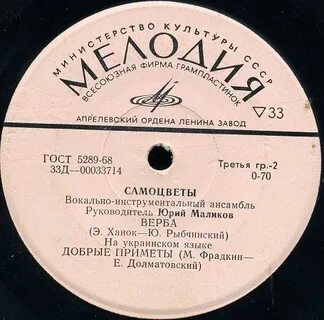 МИНИСТЕРСТВО КУЛЬТУРЫ СССР
МЕЛОДИЯ
ВСЕСОЮЗНАЯ ФИРМА ГРАМПЛАСТИНОК
▽33
АПРЕЛЕВСКИЙ ОРДЕНА ЛЕНИНА ЗАВОД
ГОСТ 5289-68
33Д-00033714
Третья гр.-2
0-70
САМОЦВЕТЫ
Вокально-инструментальный ансамбль
Руководитель Юрий Маликов
ВЕРБА
(Э. Ханок—Ю. Рыбчинский)
На украинском языке
ДОБРЫЕ ПРИМЕТЫ (М. Фрадкин—
Е. Долматовский)